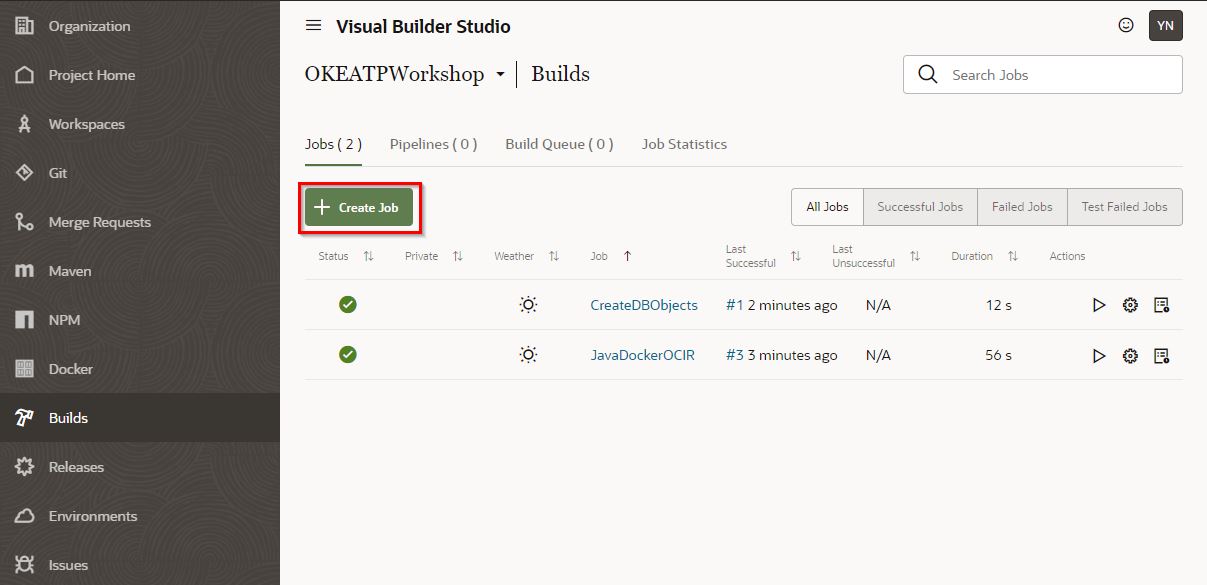 Organization
Project Home
Workspaces
Git
Merge Requests
Maven
NPM
Docker
Builds
Releases
Environments
Issues
Visual Builder Studio
YN
OKEATPWorkshop Builds
Search Jobs
Jobs ( 2 ) Pipelines ( 0 ) Build Queue ( 0 ) Job Statistics
Create Job
All Jobs Successful Jobs Failed Jobs Test Failed Jobs
Status Private Weather Job Last Successful Last Unsuccessful Duration Actions
CreateDBObjects #1 2 minutes ago N/A 12 s
JavaDockerOCIR #3 3 minutes ago N/A 56 s